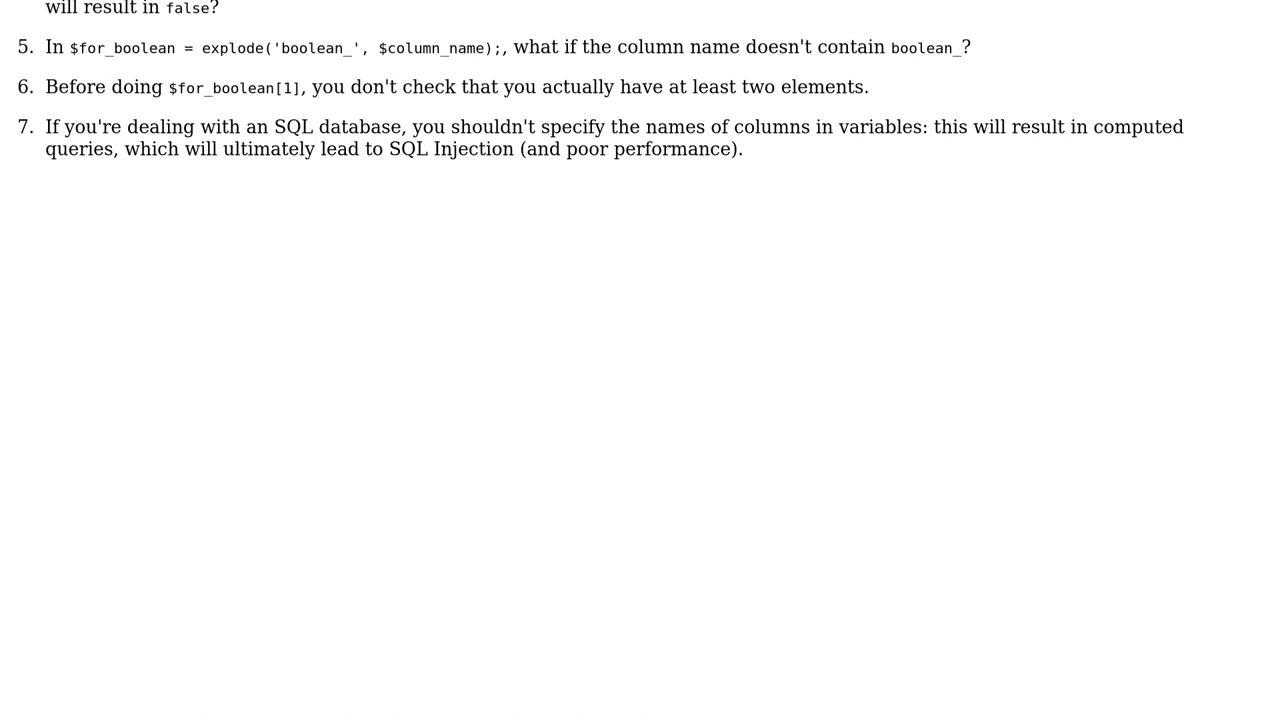 will result in false?
5. In $for_boolean = explode('boolean_', $column_name);, what if the column name doesn't contain boolean_?
6. Before doing $for_boolean[1], you don't check that you actually have at least two elements.
7. If you're dealing with an SQL database, you shouldn't specify the names of columns in variables: this will result in computed
queries, which will ultimately lead to SQL Injection (and poor performance).